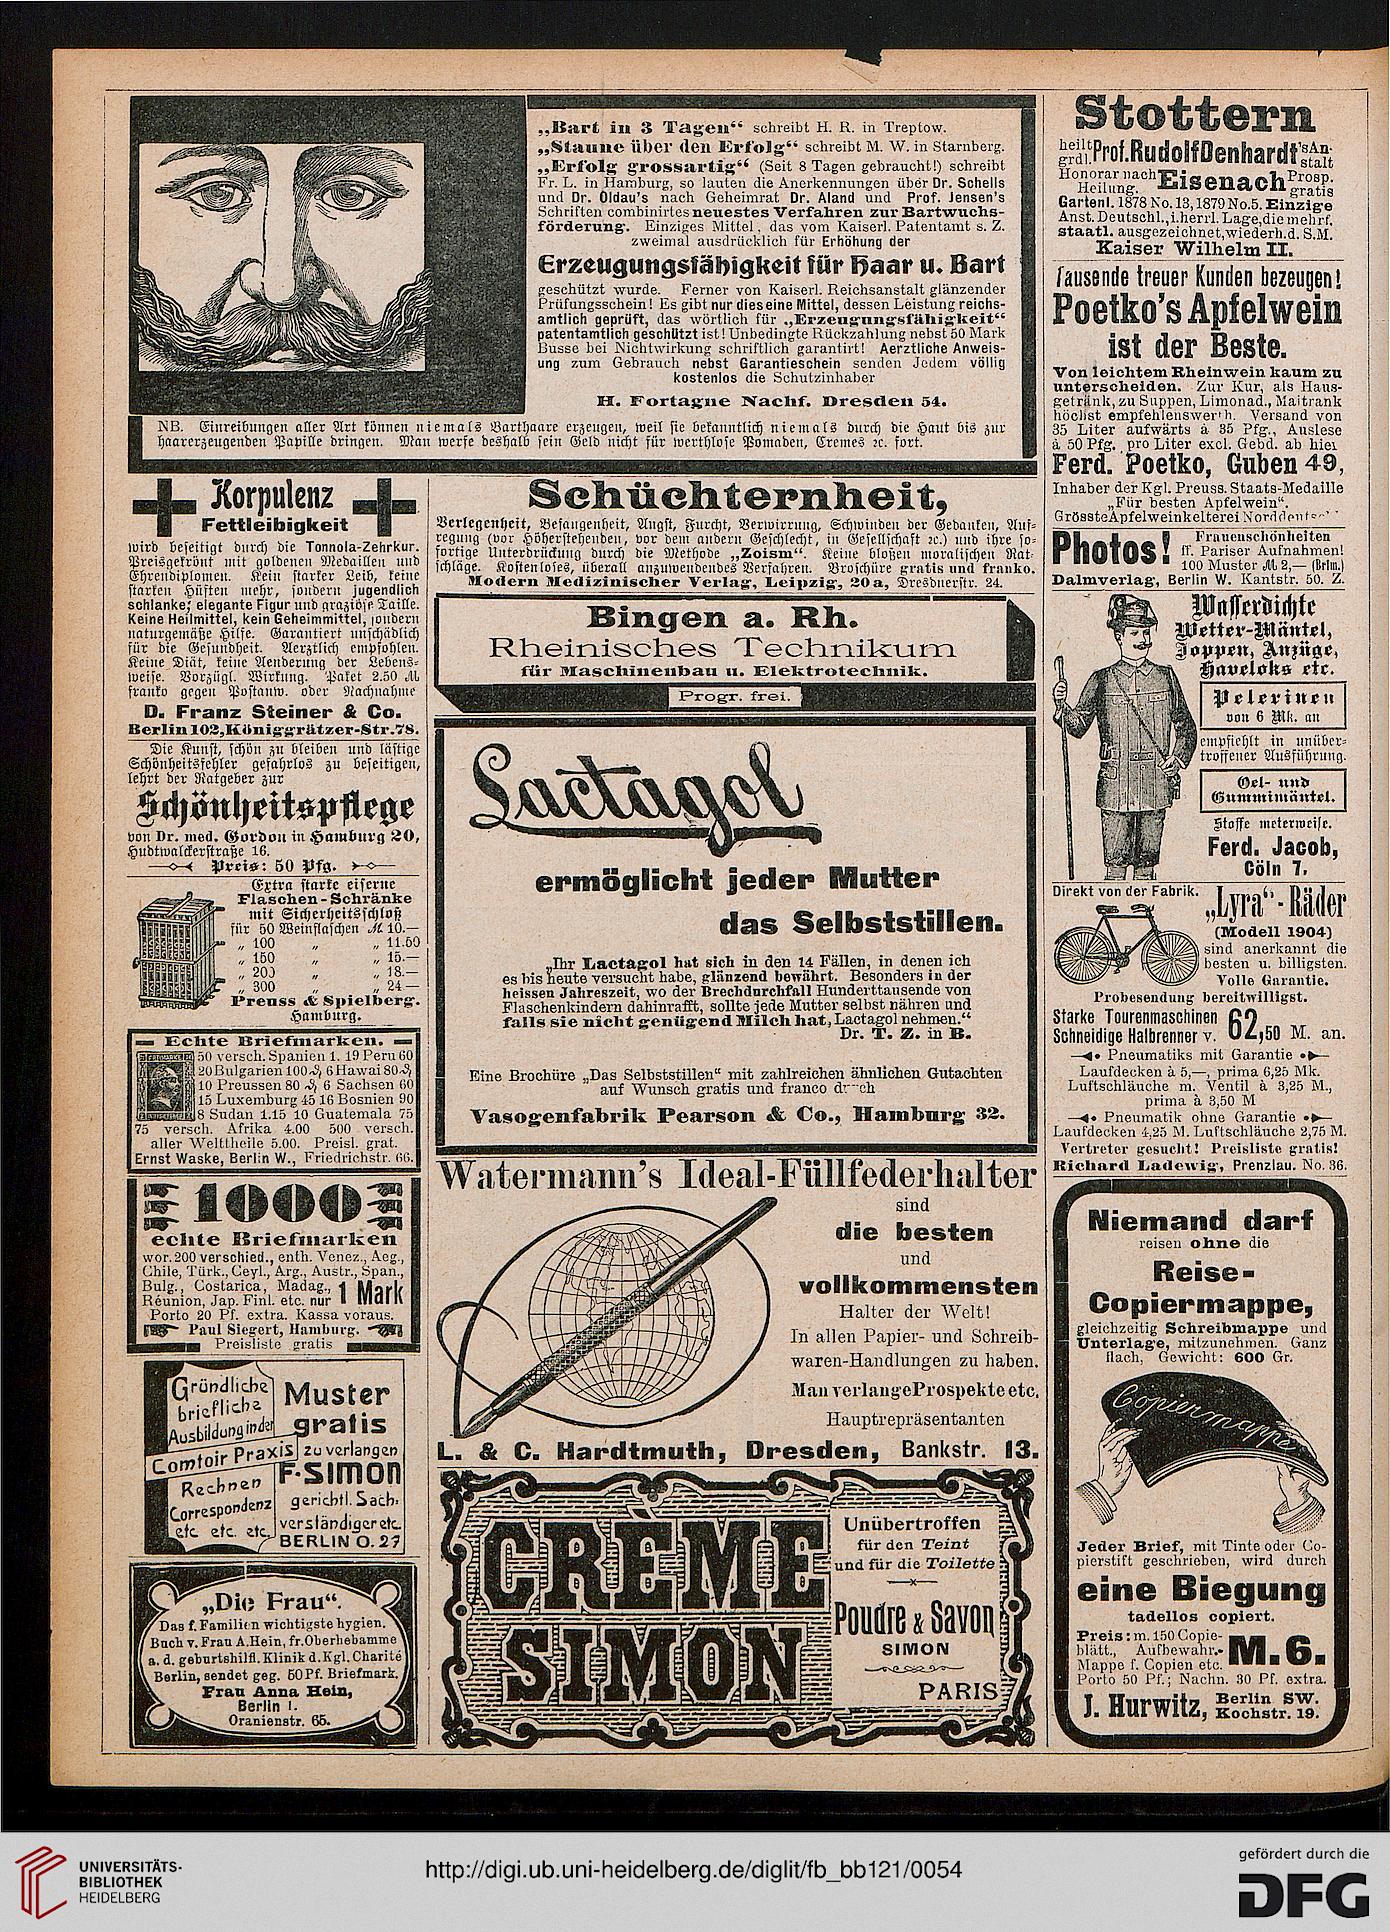 „Bart in 3 Tagen“ schreibt H. R. in Treptow.
„Staune über den Erfolg“ schreibt M. W. in Starnberg.
„Erfolg grossartig“ (Seit 8 Tagen gebraucht!) schreibt
Fr. L. in Hamburg, so lauten die Anerkennungen über Dr. Schells
und Dr. Oldau's nach Geheimrat Dr. Aland und Prof. Jensen's
Schriften combinirtes neuestes Verfahren zur Bartwuchs-
förderung. Einziges Mittel, das vom Kaiserl. Patentamt s. Z.
zweimal ausdrücklich für Erhöhung der
Erzeugungsfähigkeit für Haar u. Bart
geschützt wurde. Ferner von Kaiserl. Reichsanstalt glänzender
Prüfungsschein! Es gibt nur dies eine Mittel, dessen Leistung reichs-
amtlich geprüft, das wörtlich für „Erzeugungsfähigkeit“
patentamtlich geschützt ist! Unbedingte Rückzahlung nebst 50 Mark
Busse bei Nichtwirkung schriftlich garantirt! Aerztliche Anweis-
ung zum Gebrauch nebst Garantieschein senden Jedem völlig
kostenlos die Schutzinhaber
H. Fortagne Nachf. Dresden 54.
NB. Einreibungen aller Art können niemals Barthaare erzeugen, weil sie bekanntlich niemals durch die Haut bis zur
haarerzeugenden Papille dringen. Man werfe deshalb sein Geld nicht für werthlose Pomaden, Cremes ꝛc. fort.
Korpulenz
Fettleibigkeit
wird beseitigt durch die Tonnola-Zehrkur.
Preisgekrönt mit goldenen Medaillen und
Ehrendiplomen. Kein starker Leib, keine
starken Hüften mehr, sondern jugendlich
schlanke, elegante Figur und graziöse Taille.
Keine Heilmittel, kein Geheimmittel, sondern
naturgemäße Hilfe. Garantiert unschädlich
für die Gesundheit. Aerztlich empfohlen.
Keine Diät, keine Aenderung der Lebens-
weise. Vorzügl. Wirkung. Paket 2.50 M
franko gegen Postanw. oder Nachnahme
D. Franz Steiner & Co.
Berlin 102, Königgrätzer-Str. 78.
Die Kunst, schön zu bleiben und lästige
Schönheitsfehler gefahrlos zu beseitigen,
lehrt der Ratgeber zur
Schönheitspflege
von Dr. med. Gordon in Hamburg 20,
Hudtwalckerstraße 16.
Preis: 50 Pfg.
Extra starke eiserne
Flaschen-Schränke
mit Sicherheitsschloß
für 50 Weinflaschen M. 10.—
„ 100 „ „ 11.50
„ 150 „ „ 15.—
„ 200 „ „ 18.—
„ 300 „ „ 24 —
Preuss & Spielberg.
Hamburg.
Echte Briefmarken.
50 versch. Spanien 1. 19 Peru 60
20 Bulgarien 100 ₰, 6 Hawai 80 ₰,
10 Preussen 80 ₰, 6 Sachsen 60
15 Luxemburg 45 16 Bosnien 90
8 Sudan 1.15 10 Guatemala 75
75 versch. Afrika 4.00 500 versch.
aller Welttheile 5.00. Preisl. grat.
Ernst Waske, Berlin W., Friedrichstr. 66.
1000
echte Briefmarken
wor. 200 verschied., enth. Venez., Aeg.,
Chile, Türk., Ceyl., Arg., Austr., Span.,
Bulg., Costarica, Madag.,
Réunion, Jap. Finl. etc. nur 1 Mark
Porto 20 Pf. extra. Kassa voraus.
Paul Siegert, Hamburg.
Preisliste gratis
Gründliche
briefliche
Ausbildung in der
Comtoir Praxis
Rechnen
Correspondenz
etc etc. etc.
Muster
gratis
zu verlangen
F. SIMON
gerichtl. Sach-
verständiger etc.
BERLIN O. 27
„Die Frau“.
Das f. Familien wichtigste hygien.
Buch v. Frau A. Hein, fr. Oberhebamme
a. d. geburtshilfl. Klinik d. Kgl. Charité
Berlin, sendet geg. 50 Pf. Briefmark.
Frau Anna Hein,
Berlin
Oranienstr. 65.
Schüchternheit,
Verlegenheit, Befangenheit, Angst, Furcht, Verwirrung, Schwinden der Gedanken, Auf-
regung (vor Höherstehenden, vor dem andern Geschlecht, in Gesellschaft ꝛc.) und ihre so-
fortige Unterdrückung durch die Methode „Zoism“. Keine bloßen moralischen Rat-
schläge. Kostenloses, überall anzuwendendes Verfahren. Broschüre gratis und franko.
Modern Medizinischer Verlag, Leipzig, 20a, Dresdnerstr. 24.
Bingen a. Rh.
Rheinisches Technikum
für Maschinenbau u. Elektrotechnik.
Progr. frei.
Lactagol
ermöglicht jeder Mutter
das Selbststillen.
„Ihr Lactagol hat sich in den 14 Fällen, in denen ich
es bis heute versucht habe, glänzend bewährt. Besonders in der
heissen Jahreszeit, wo der Brechdurchfall Hunderttausende von
Flaschenkindern dahinrafft, sollte jede Mutter selbst nähren und
falls sie nicht genügend Milch hat, Lactagol nehmen.“
Dr. T. Z. in B.
Eine Brochüre „Das Selbststillen“ mit zahlreichen ähnlichen Gutachten
auf Wunsch gratis und franco
Vasogenfabrik Pearson & Co., Hamburg 32.
Watermann's Ideal-Füllfederhalter
sind
die besten
und
vollkommensten
Halter der Welt!
In allen Papier- und Schreib-
waren-Handlungen zu haben.
Man verlange Prospekte etc.
Hauptrepräsentanten
L. & C. Hardtmuth, Dresden, Bankstr. 13.
CRÈME
SIMON
Unübertroffen
für den Teint
und für die Toilette
Poudre & Savon
SIMON
PARIS
Stottern
heilt Prof. Rudolf Denhardt's An-
grdl. stalt
Honorar nach Eisenach Prosp.
Heilung. gratis
Gartenl. 1878 No. 13, 1879 No. 5. Einzige
Anst. Deutschl., i. herrl. Lage, die mehrf.
staatl. ausgezeichnet, wiederh. d. S. M.
Kaiser Wilhelm II.
Tausende treuer Kunden bezeugen!
Poetko's Apfelwein
ist der Beste.
Von leichtem Rheinwein kaum zu
unterscheiden. Zur Kur, als Haus-
getränk, zu Suppen, Limonad., Maitrank
höchst empfehlenswerth. Versand von
35 Liter aufwärts à 35 Pfg., Auslese
à 50 Pfg. pro Liter excl. Gebd. ab hier
Ferd. Poetko, Guben 49,
Inhaber der Kgl. Preuss. Staats-Medaille
„Für besten Apfelwein“.
Grösste Apfelweinkelterei
Photos!
Frauenschönheiten
ff. Pariser Aufnahmen!
100 Muster M 2,— (Brfm.)
Dalmverlag, Berlin W. Kantstr. 50. Z.
Wasserdichte
Wetter-Mäntel,
Joppen, Anzüge,
Haveloks etc.
Pelerinen
von 6 Mk. an
empfiehlt in unüber-
troffener Ausführung.
Oel- und
Gummimäntel.
Stoffe meterweise.
Ferd. Jacob,
Cöln 7.
Direkt von der Fabrik.
„Lyra“-Räder
(Modell 1904)
sind anerkannt die
besten u. billigsten.
Volle Garantie.
Probesendung bereitwilligst.
Starke Tourenmaschinen
Schneidige Halbrenner v. 62,50 M. an.
Pneumatiks mit Garantie
Laufdecken à 5,—, prima 6,25 Mk.
Luftschläuche m. Ventil à 3,25 M.,
prima à 3,50 M
Pneumatik ohne Garantie
Laufdecken 4,25 M. Luftschläuche 2,75 M.
Vertreter gesucht! Preisliste gratis!
Richard Ladewig, Prenzlau. No. 36.
Niemand darf
reisen ohne die
Reise-
Copiermappe,
gleichzeitig Schreibmappe und
Unterlage, mitzunehmen. Ganz
flach, Gewicht: 600 Gr.
Copiermappe
Jeder Brief, mit Tinte oder Co-
pierstift geschrieben, wird durch
eine Biegung
tadellos copiert.
Preis: m. 150 Copie-
blätt., Aufbewahr.-
Mappe f. Copien etc. M. 6.
Porto 50 Pf.; Nachn. 30 Pf. extra.
J. Hurwitz, Berlin SW.
Kochstr. 19.
UNIVERSITÄTS-
BIBLIOTHEK
HEIDELBERG
http://digi.ub.uni-heidelberg.de/diglit/fb_bb121/0054
gefördert durch die
DFG